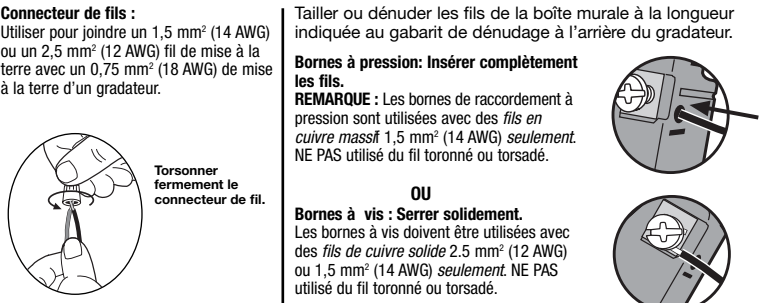 Connecteur de fils :
Utiliser pour joindre un 1,5 mm² (14 AWG)
ou un 2,5 mm² (12 AWG) fil de mise à la
terre avec un 0,75 mm² (18 AWG) de mise
à la terre d'un gradateur.
Torsonner
fermement le
connecteur de fil.
Tailler ou dénuder les fils de la boîte murale à la longueur
indiquée au gabarit de dénudage à l'arrière du gradateur.
Bornes à pression: Insérer complètement
les fils.
REMARQUE : Les bornes de raccordement à
pression sont utilisées avec des fils en
cuivre massif 1,5 mm² (14 AWG) seulement.
NE PAS utilisé du fil toronné ou torsadé.
OU
Bornes à vis : Serrer solidement.
Les bornes à vis doivent être utilisées avec
des fils de cuivre solide 2.5 mm² (12 AWG)
ou 1,5 mm² (14 AWG) seulement. NE PAS
utilisé du fil toronné ou torsadé.